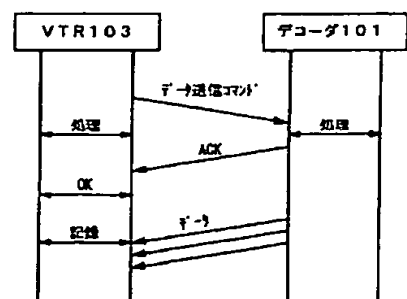 VTR103
デコーダ101
データ送信コマンド
処理
処理
ACK
OK
データ
記録